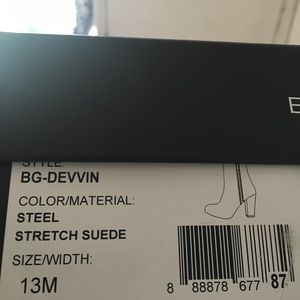 STYLE:
BG-DEVVIN
COLOR/MATERIAL:
STEEL
STRETCH SUEDE
SIZE/WIDTH:
13M
8 88878 677 87